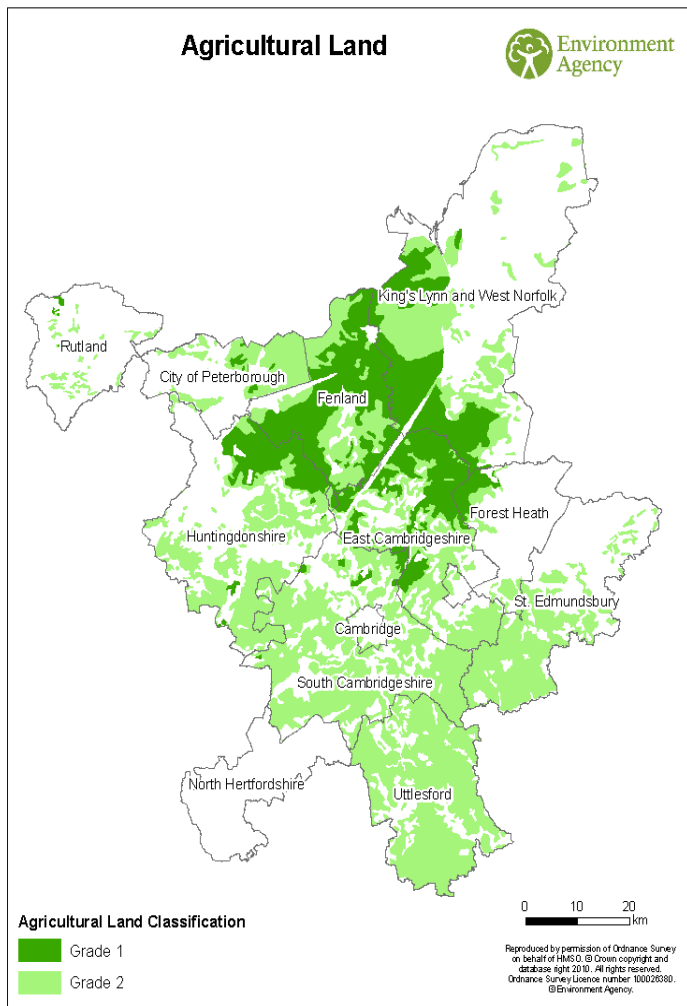 Agricultural Land
Environment
Agency
King's Lynn and West Norfolk
Rutland
City of Peterborough
Fenland
Forest Heath
Huntingdonshire
East Cambridgeshire
St. Edmundsbury
Cambridge
South Cambridgeshire
North Hertfordshire
Uttlesford
Agricultural Land Classification
Grade 1
Grade 2
0 10 20
km
Reproduced by permission of Ordnance Survey
on behalf of HMSO. © Crown copyright and
database right 2010. All rights reserved.
Ordnance Survey Licence number 100026380.
©Environment Agency.